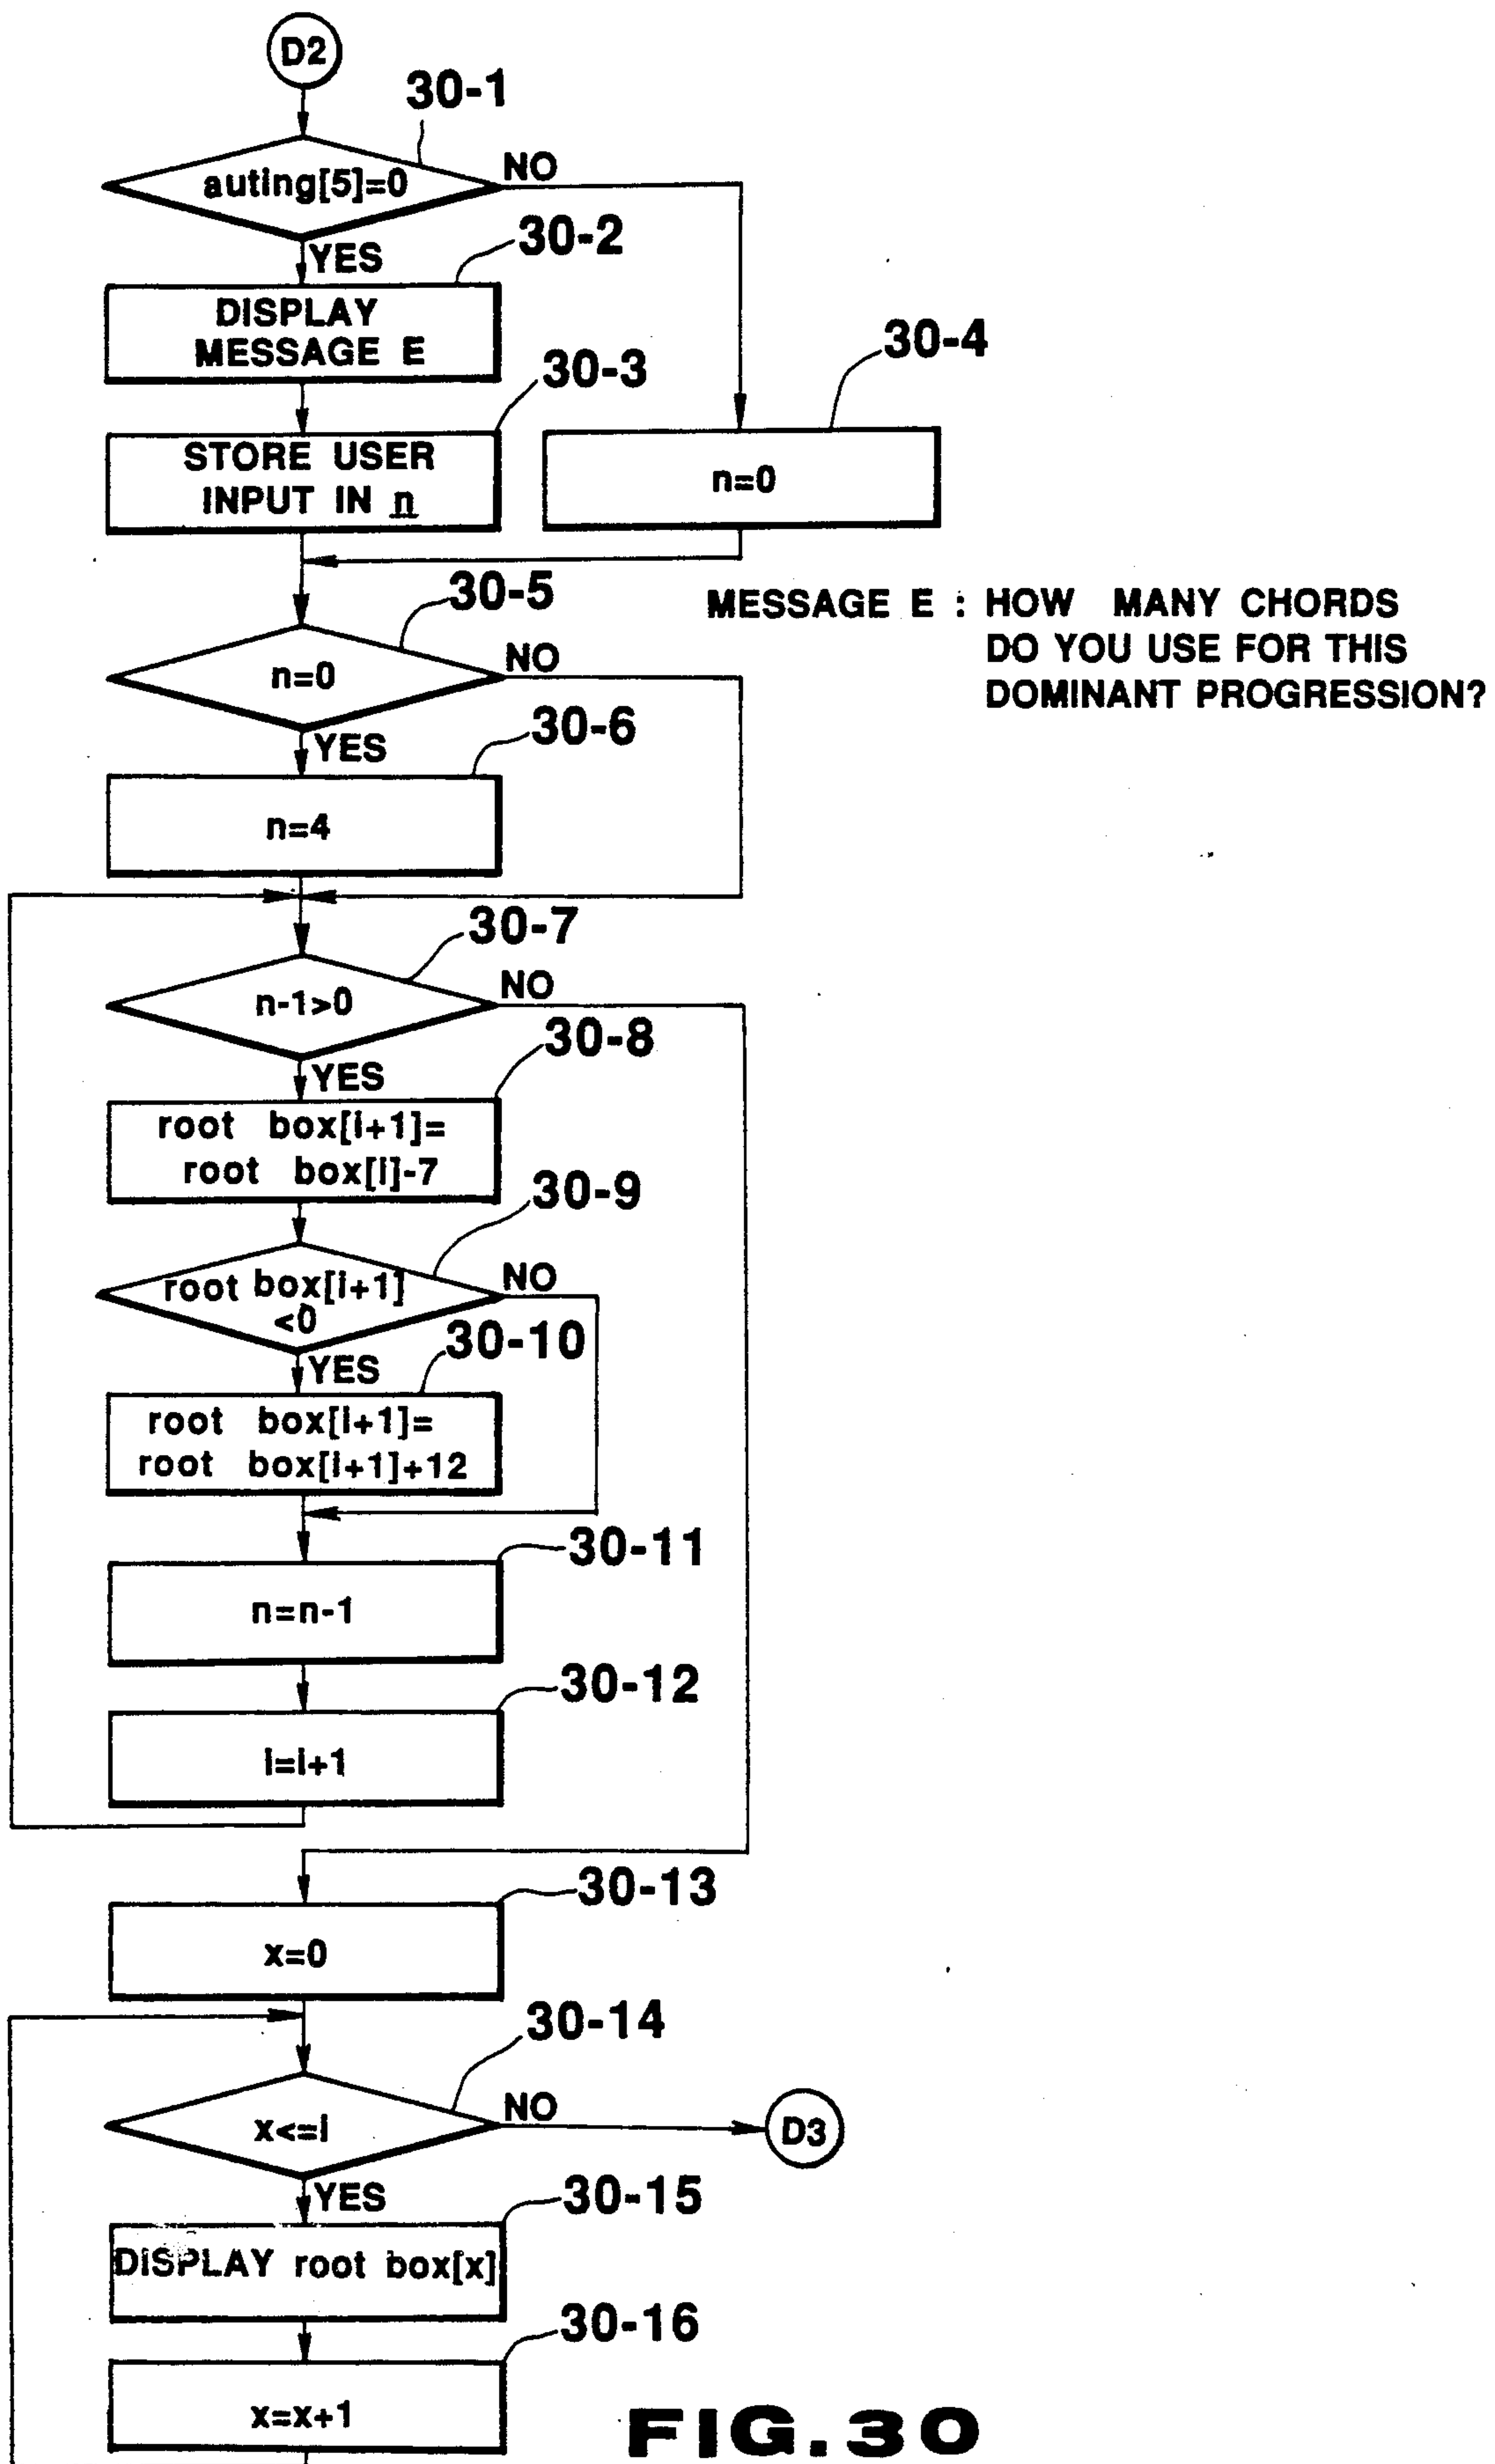 D2
30-1
auting[5]=0
NO
YES
30-2
DISPLAY
MESSAGE E
30-3
STORE USER
INPUT IN n
30-4
n=0
30-5
n=0
NO
MESSAGE E : HOW MANY CHORDS
DO YOU USE FOR THIS
DOMINANT PROGRESSION?
YES
30-6
n=4
30-7
n-1>0
NO
YES
30-8
root box[i+1]=
root box[i]-7
30-9
root box[i+1]
<0
NO
YES
30-10
root box[i+1]=
root box[i+1]+12
30-11
n=n-1
30-12
i=i+1
30-13
x=0
30-14
x<=i
NO
D3
YES
30-15
DISPLAY root box[x]
30-16
x=x+1
FIG.30